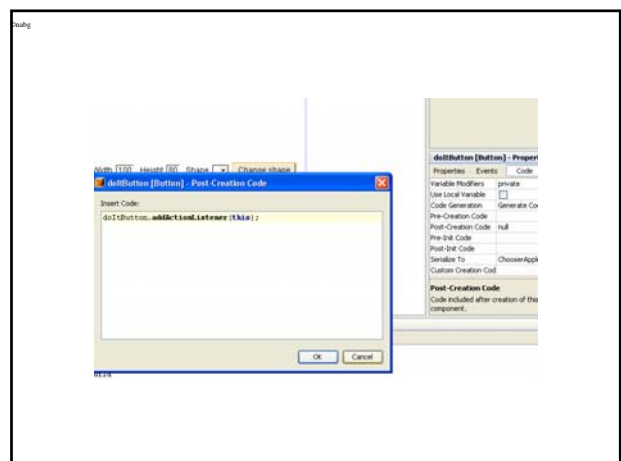 Onabg
doItButton [Button] - Propert
Properties Events Code
Variable Modifiers private
Use Local Variable
Code Generation Generate Co
Pre-Creation Code
Post-Creation Code null
Pre-Init Code
Post-Init Code
Serialize To ChooserAppl
Custom Creation Cod
Post-Creation Code
Code included after creation of this
component.
Width 100 Height 80 Shape Change shape
doItButton [Button] - Post-Creation Code
Insert Code:
doItButton.addActionListener(this);
OK Cancel